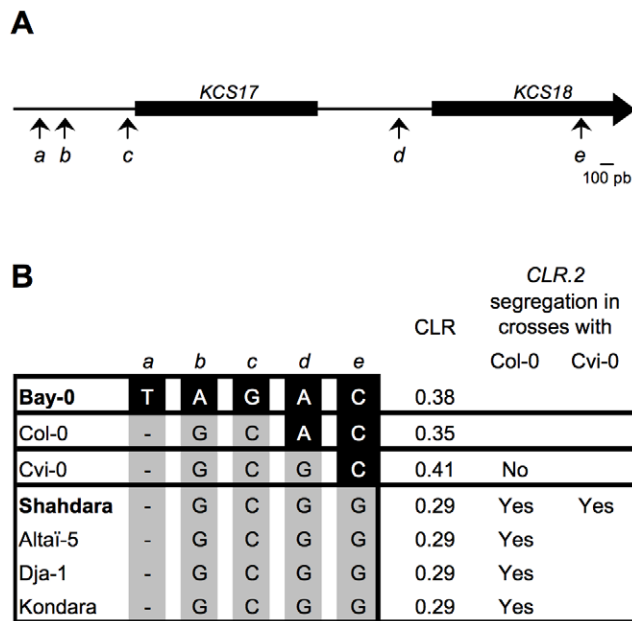 A
KCS17 KCS18
a b c d e
100 pb
B
CLR.2
segregation in
CLR crosses with
a b c d e Col-0 Cvi-0
Bay-0 T A G A C 0.38
Col-0 - G C A C 0.35
Cvi-0 - G C G C 0.41 No
Shahdara - G C G G 0.29 Yes Yes
Altaï-5 - G C G G 0.29 Yes
Dja-1 - G C G G 0.29 Yes
Kondara - G C G G 0.29 Yes